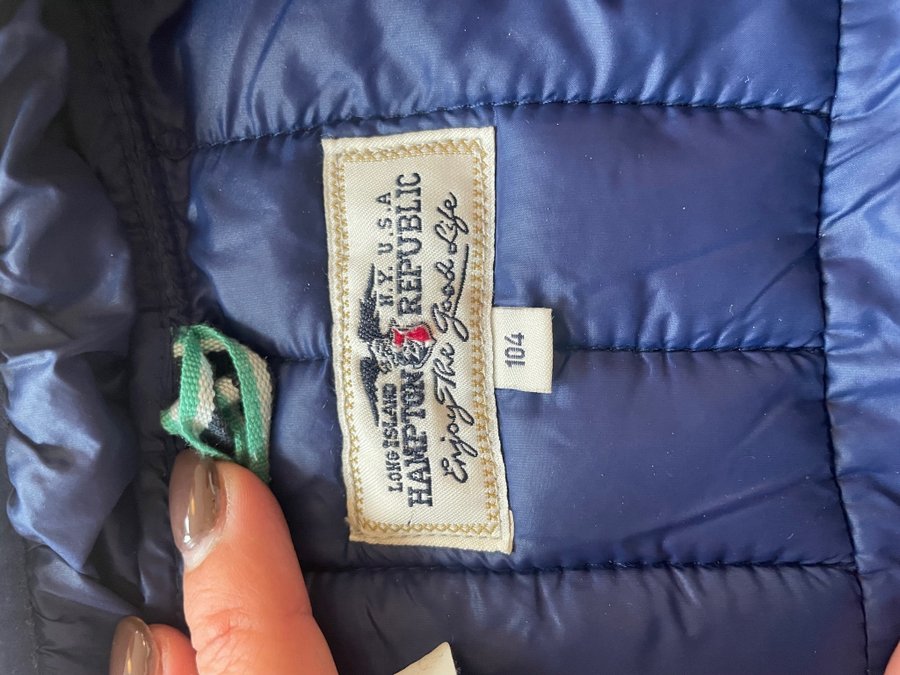 LONG ISLAND N.Y. U.S.A
HAMPTON REPUBLIC
Enjoy The Good Life
104